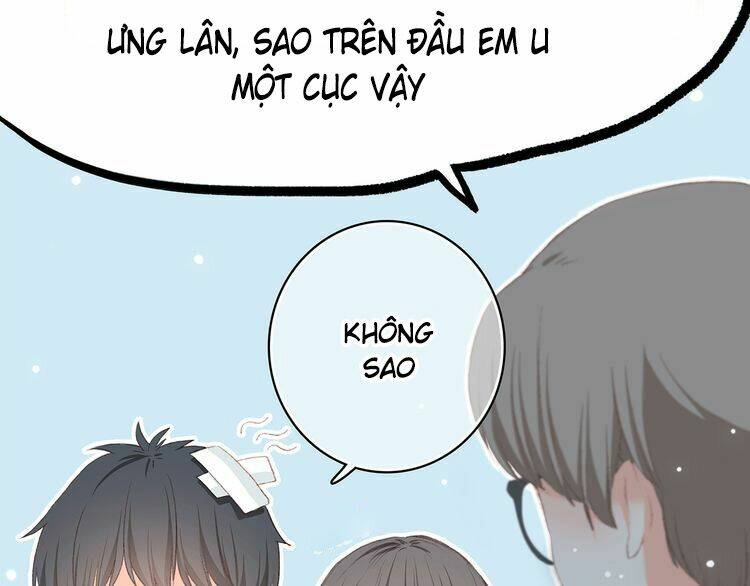 ƯNG LÂN, SAO TRÊN ĐẦU EM U
MỘT CỤC VẬY
KHÔNG
SAO